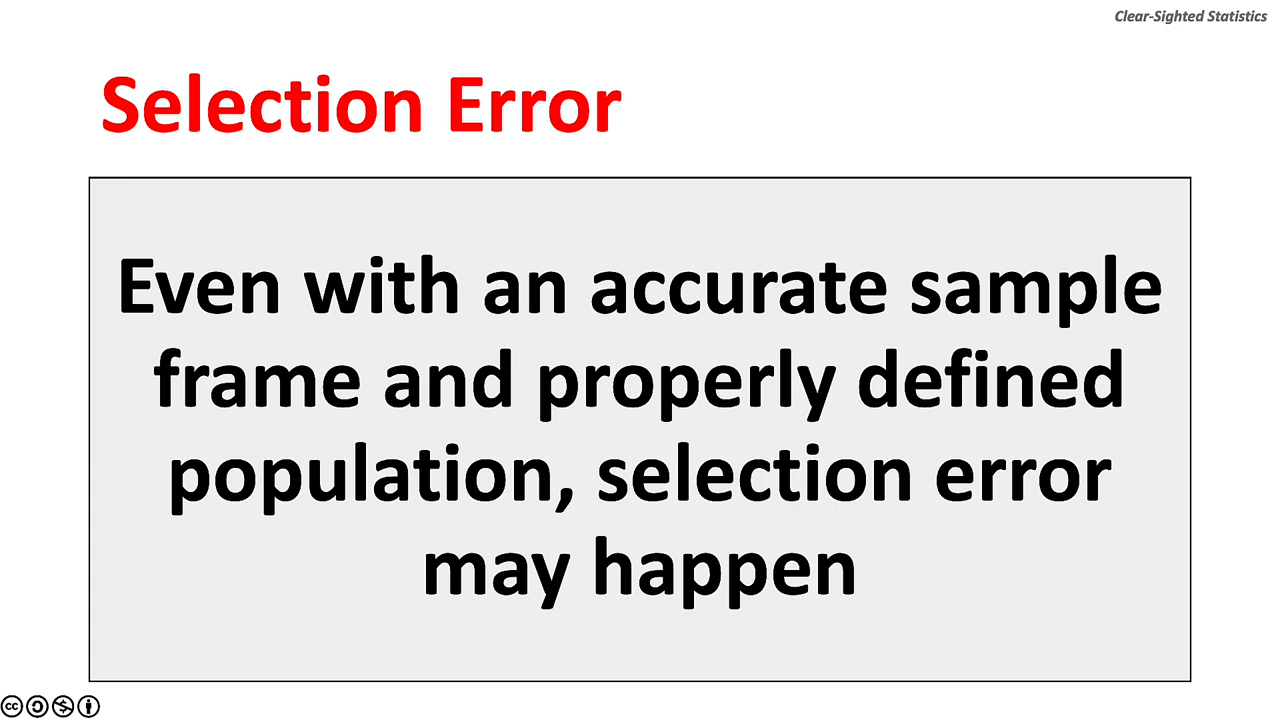 Clear-Sighted Statistics
Selection Error
Even with an accurate sample
frame and properly defined
population, selection error
may happen
cc